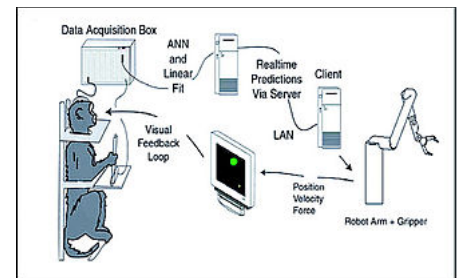 Data Acquisition Box
ANN
and
Linear
Fit
Realtime
Predictions
Via Server
Client
LAN
Visual
Feedback
Loop
Position
Velocity
Force
Robot Arm + Gripper